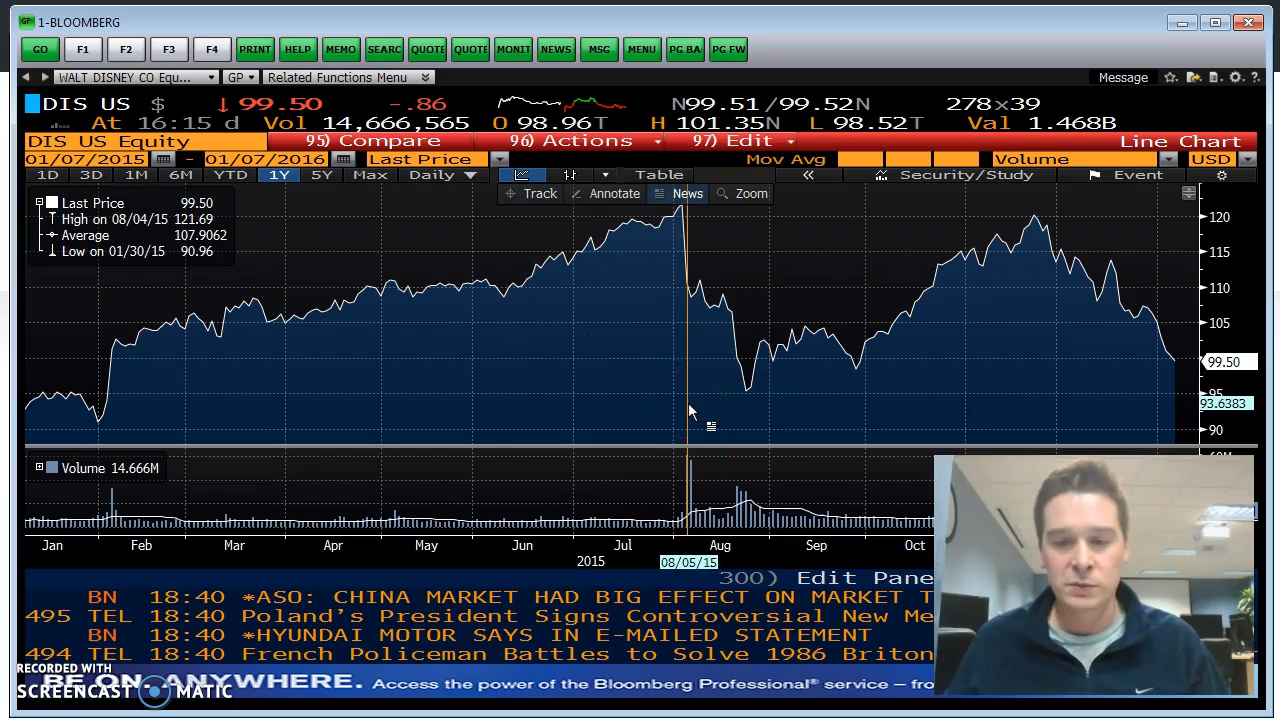 1-BLOOMBERG
GO F1 F2 F3 F4 PRINT HELP MEMO SEARC QUOTE QUOTE MONIT NEWS MSG MENU PG BA PG FW
WALT DISNEY CO Equ... GP Related Functions Menu Message
DIS US $ ↓ 99.50 -.86 N99.51/99.52N 278x39
At 16:15 d Vol 14,666,565 O 98.96T H 101.35N L 98.52T Val 1.468B
DIS US Equity 95) Compare 96) Actions 97) Edit Line Chart
01/07/2015 - 01/07/2016 Last Price Mov Avg Volume USD
1D 3D 1M 6M YTD 1Y 5Y Max Daily Table « Security/Study Event
Track Annotate News Zoom
Last Price 99.50
High on 08/04/15 121.69
Average 107.9062
Low on 01/30/15 90.96
120
115
110
105
99.50
95
93.6383
90
Volume 14.666M
Jan Feb Mar Apr May Jun Jul Aug Sep Oct
2015 08/05/15
300) Edit Pane
BN 18:40 *ASO: CHINA MARKET HAD BIG EFFECT ON MARKET T
495 TEL 18:40 Poland's President Signs Controversial New Me
BN 18:40 *HYUNDAI MOTOR SAYS IN E-MAILED STATEMENT
494 TEL 18:40 French Policeman Battles to Solve 1986 Briton
RECORDED WITH
SCREENCAST MATIC
BE ON. ANYWHERE. Access the power of the Bloomberg Professional® service – fro